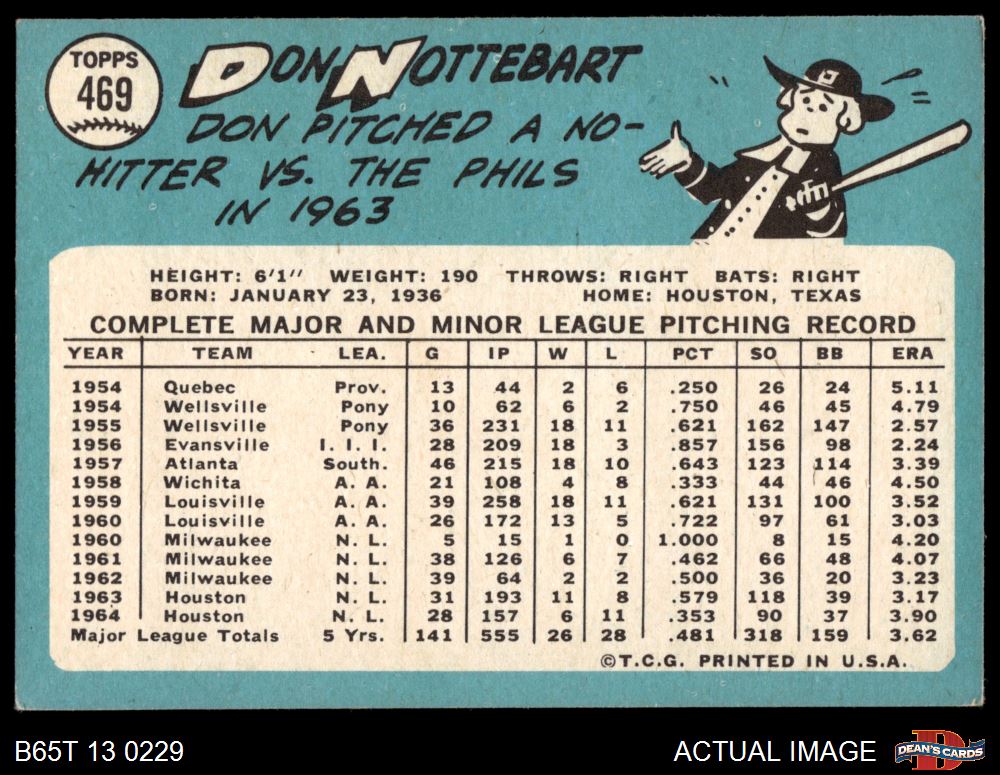 TOPPS
469
DON NOTTEBART
DON PITCHED A NO-
HITTER VS. THE PHILS
IN 1963
HEIGHT: 6'1" WEIGHT: 190 THROWS: RIGHT BATS: RIGHT
BORN: JANUARY 23, 1936 HOME: HOUSTON, TEXAS
COMPLETE MAJOR AND MINOR LEAGUE PITCHING RECORD
YEAR TEAM LEA. G IP W L PCT SO BB ERA
1954 Quebec Prov. 13 44 2 6 .250 26 24 5.11
1954 Wellsville Pony 10 62 6 2 .750 46 45 4.79
1955 Wellsville Pony 36 231 18 11 .621 162 147 2.57
1956 Evansville I. I. I. 28 209 18 3 .857 156 98 2.24
1957 Atlanta South. 46 215 18 10 .643 123 114 3.39
1958 Wichita A. A. 21 108 4 8 .333 44 46 4.50
1959 Louisville A. A. 39 258 18 11 .621 131 100 3.52
1960 Louisville A. A. 26 172 13 5 .722 97 61 3.03
1960 Milwaukee N. L. 5 15 1 0 1.000 8 15 4.20
1961 Milwaukee N. L. 38 126 6 7 .462 66 48 4.07
1962 Milwaukee N. L. 39 64 2 2 .500 36 20 3.23
1963 Houston N. L. 31 193 11 8 .579 118 39 3.17
1964 Houston N. L. 28 157 6 11 .353 90 37 3.90
Major League Totals 5 Yrs. 141 555 26 28 .481 318 159 3.62
©T.C.G. PRINTED IN U.S.A.
B65T 13 0229 ACTUAL IMAGE DEAN'S CARDS